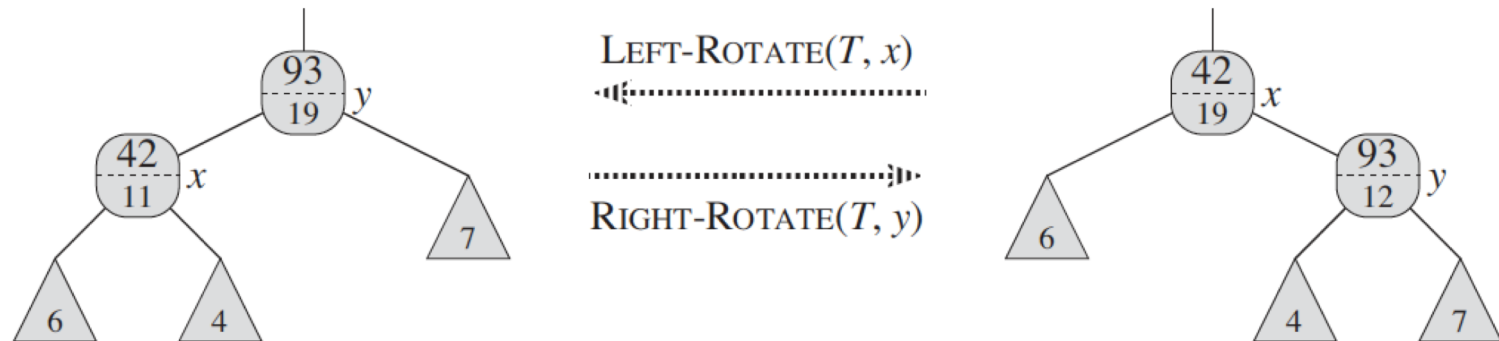 93
19
y
42
11
x
6
4
7
LEFT-ROTATE(T, x)
RIGHT-ROTATE(T, y)
42
19
x
93
12
y
6
4
7